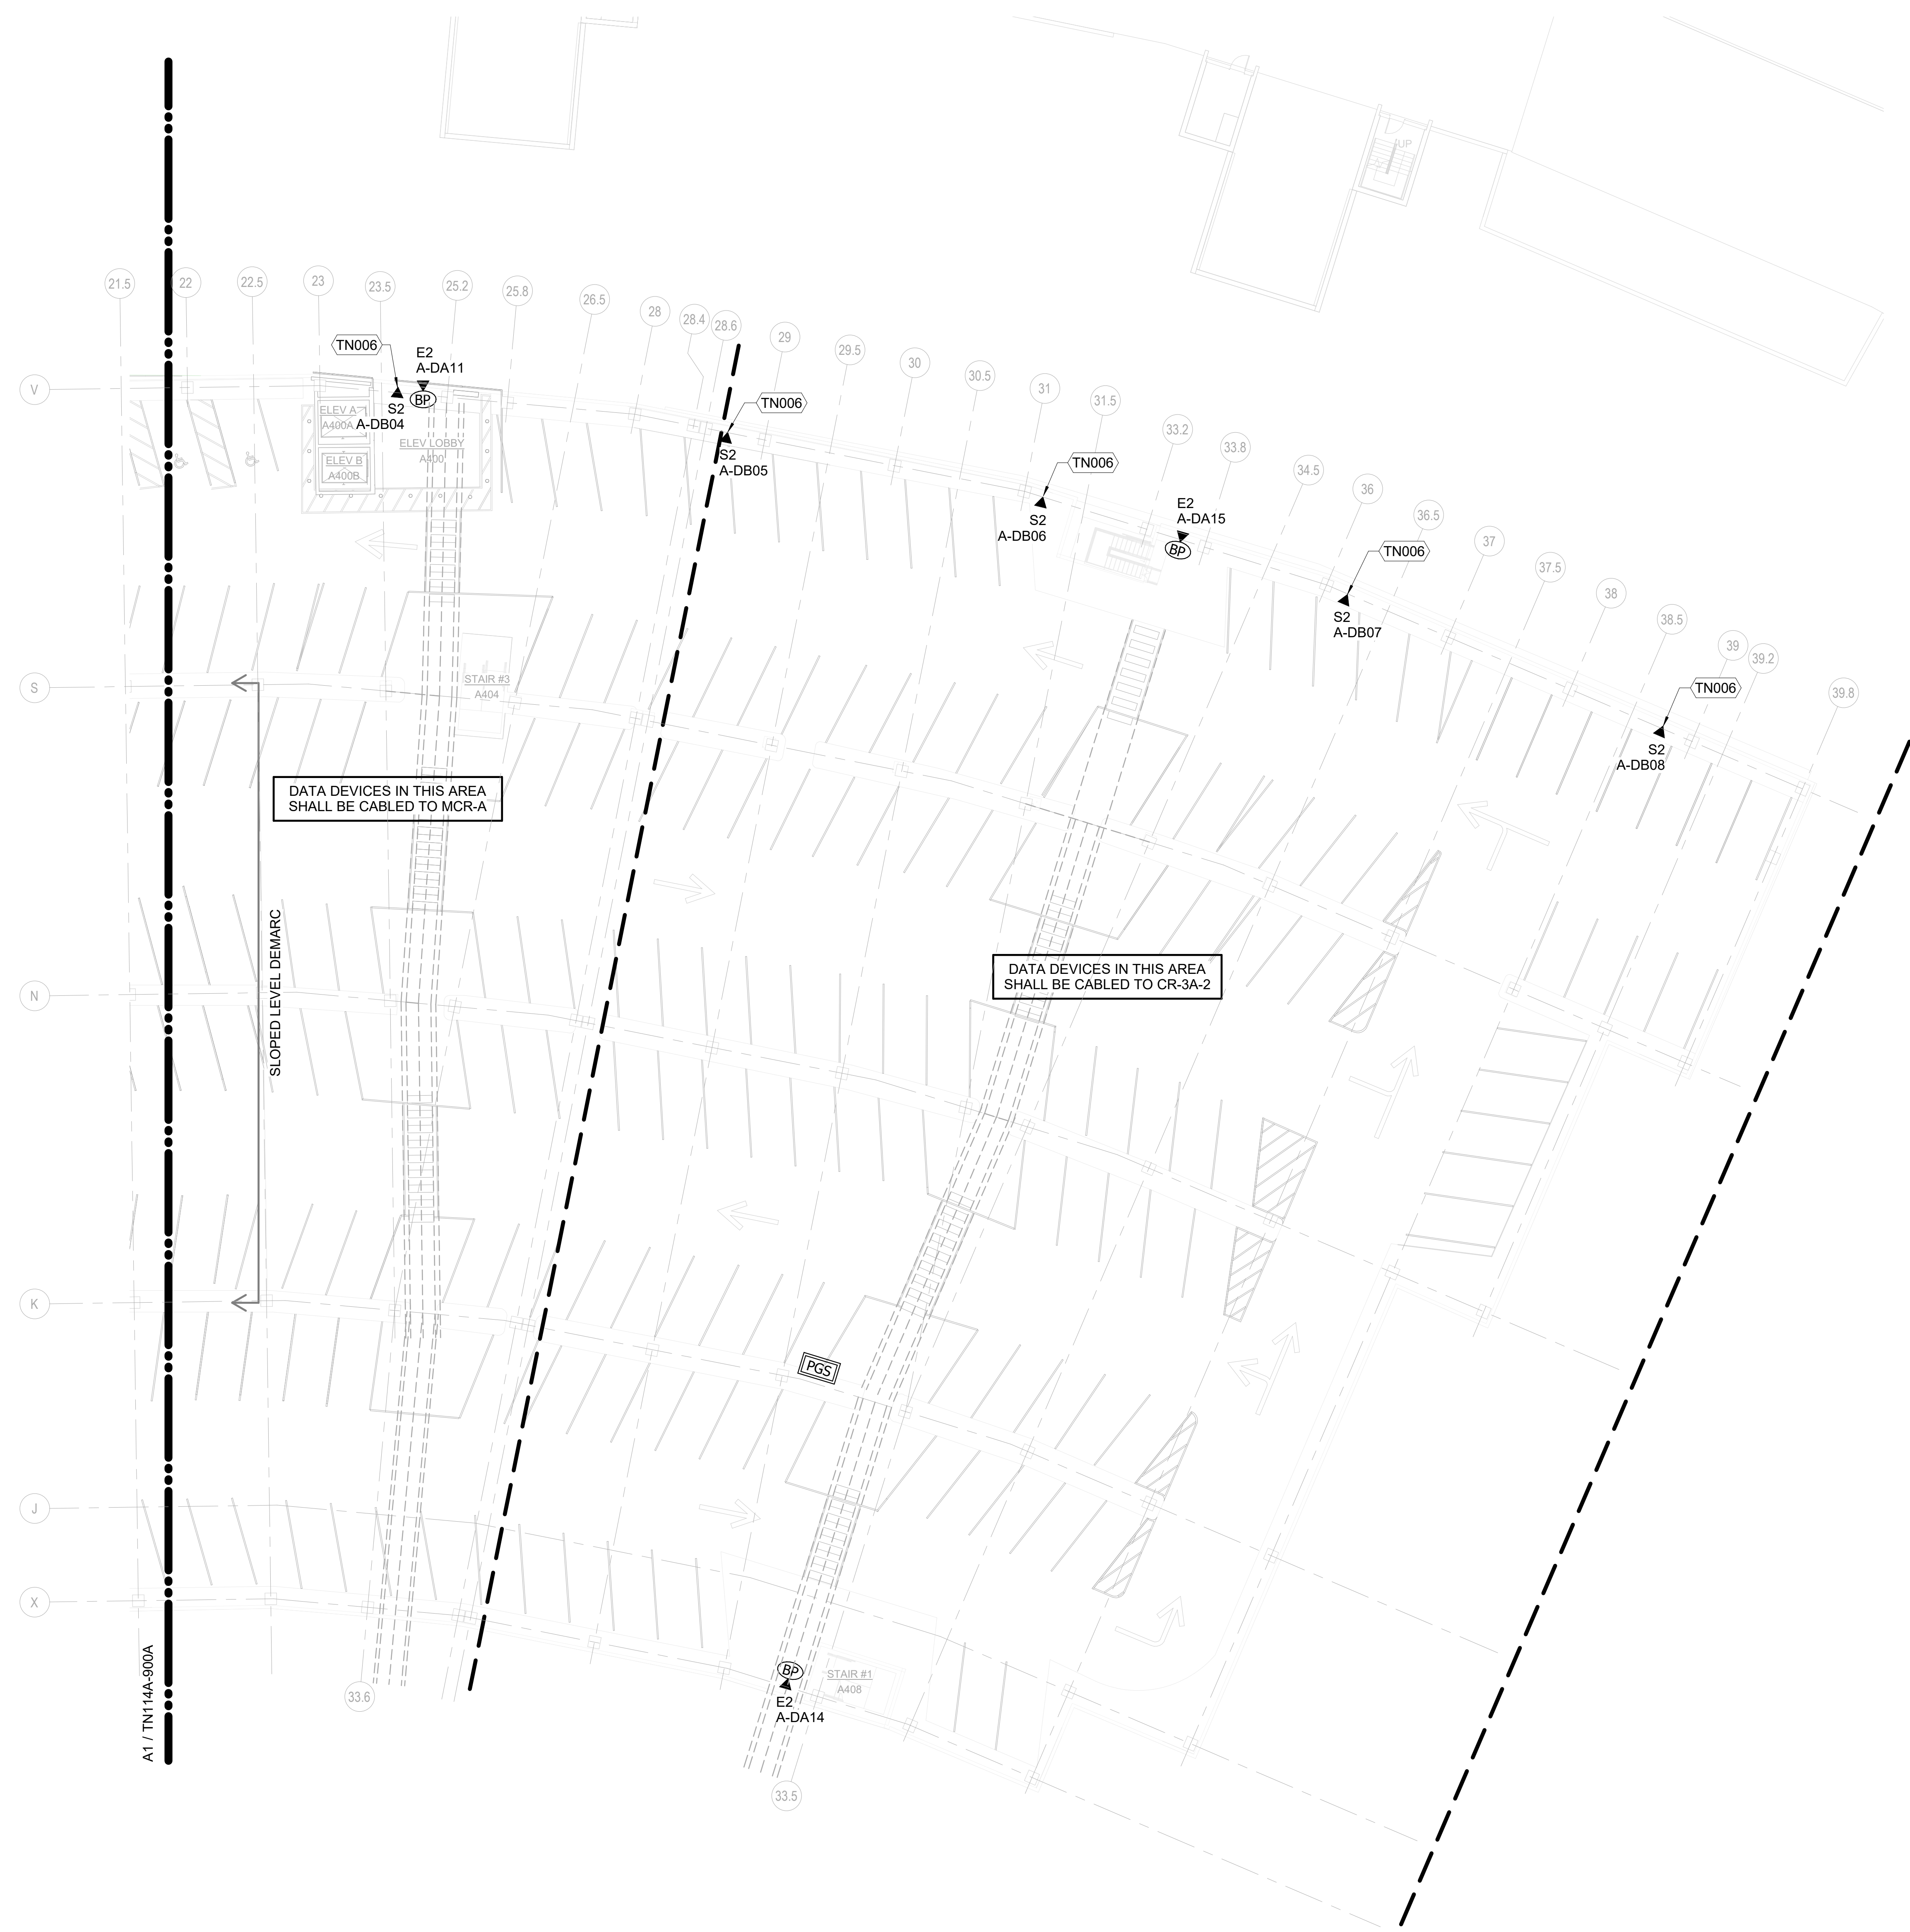 UP
21.5
22
22.5
23
23.5
25.2
25.8
26.5
28
28.4
28.6
29
29.5
30
30.5
31
31.5
33.2
33.8
34.5
36
36.5
37
37.5
38
38.5
39
39.2
39.8
TN006
E2
A-DA11
BP
S2
A-DB04
V
ELEV A
A400A
ELEV LOBBY
A400
ELEV B
A400B
TN006
S2
A-DB05
TN006
S2
A-DB06
E2
A-DA15
BP
TN006
S2
A-DB07
TN006
S2
A-DB08
S
STAIR #3
A404
DATA DEVICES IN THIS AREA
SHALL BE CABLED TO MCR-A
SLOPED LEVEL DEMARC
DATA DEVICES IN THIS AREA
SHALL BE CABLED TO CR-3A-2
N
K
PGS
J
X
A1 / TN114A-900A
33.6
BP
E2
A-DA14
STAIR #1
A408
33.5